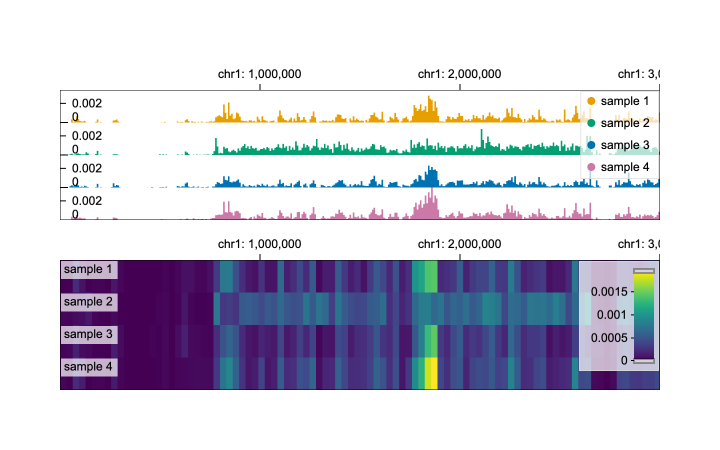 chr1: 1,000,000 chr1: 2,000,000 chr1: 3,0
0.002
0
sample 1
0.002
0
sample 2
0.002
0
sample 3
0.002
0
sample 4
chr1: 1,000,000 chr1: 2,000,000 chr1: 3,0
sample 1
sample 2
sample 3
sample 4
0.0015
0.001
0.0005
0